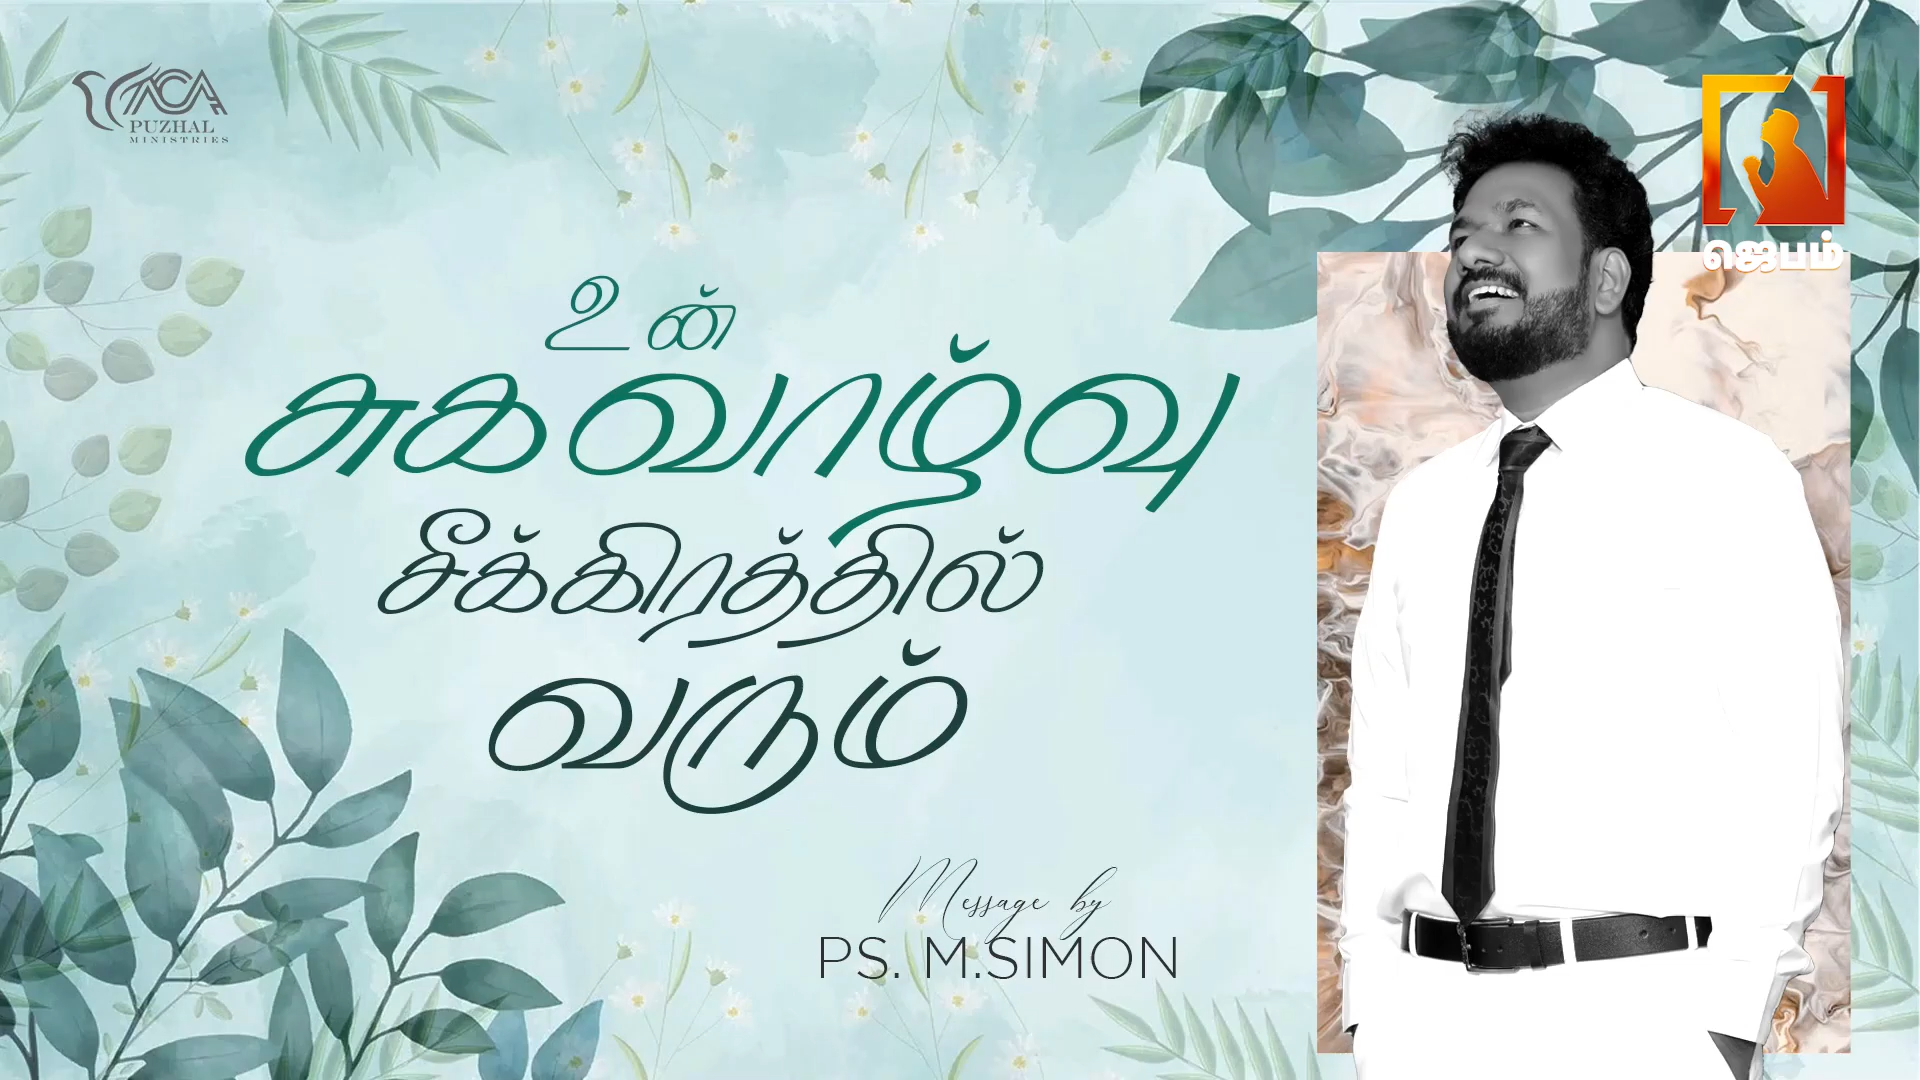 ACA
PUZHAL
MINISTRIES
ஜெபம்
உன்
சுகவாழ்வு
சீக்கிரத்தில்
வரும்
Message by
PS. M.SIMON